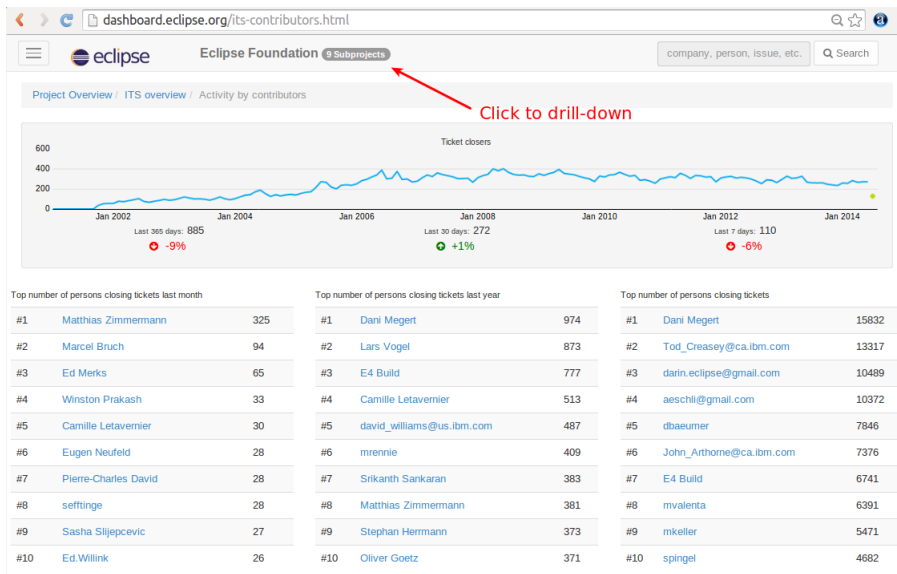 dashboard.eclipse.org/its-contributors.html
eclipse
Eclipse Foundation 9 Subprojects
company, person, issue, etc.
Search
Project Overview / ITS overview / Activity by contributors
Click to drill-down
Ticket closers
600
400
200
0
Jan 2002 Jan 2004 Jan 2006 Jan 2008 Jan 2010 Jan 2012 Jan 2014
Last 365 days: 885
-9%
Last 30 days: 272
+1%
Last 7 days: 110
-6%
Top number of persons closing tickets last month
#1 Matthias Zimmermann 325
#2 Marcel Bruch 94
#3 Ed Merks 65
#4 Winston Prakash 33
#5 Camille Letavernier 30
#6 Eugen Neufeld 28
#7 Pierre-Charles David 28
#8 sefftinge 28
#9 Sasha Slijepcevic 27
#10 Ed.Willink 26
Top number of persons closing tickets last year
#1 Dani Megert 974
#2 Lars Vogel 873
#3 E4 Build 777
#4 Camille Letavernier 513
#5 david_williams@us.ibm.com 487
#6 mrennie 409
#7 Srikanth Sankaran 383
#8 Matthias Zimmermann 381
#9 Stephan Herrmann 373
#10 Oliver Goetz 371
Top number of persons closing tickets
#1 Dani Megert 15832
#2 Tod_Creasey@ca.ibm.com 13317
#3 darin.eclipse@gmail.com 10489
#4 aeschli@gmail.com 10372
#5 dbaeumer 7846
#6 John_Arthorne@ca.ibm.com 7376
#7 E4 Build 6741
#8 mvalenta 6391
#9 mkeller 5471
#10 spingel 4682